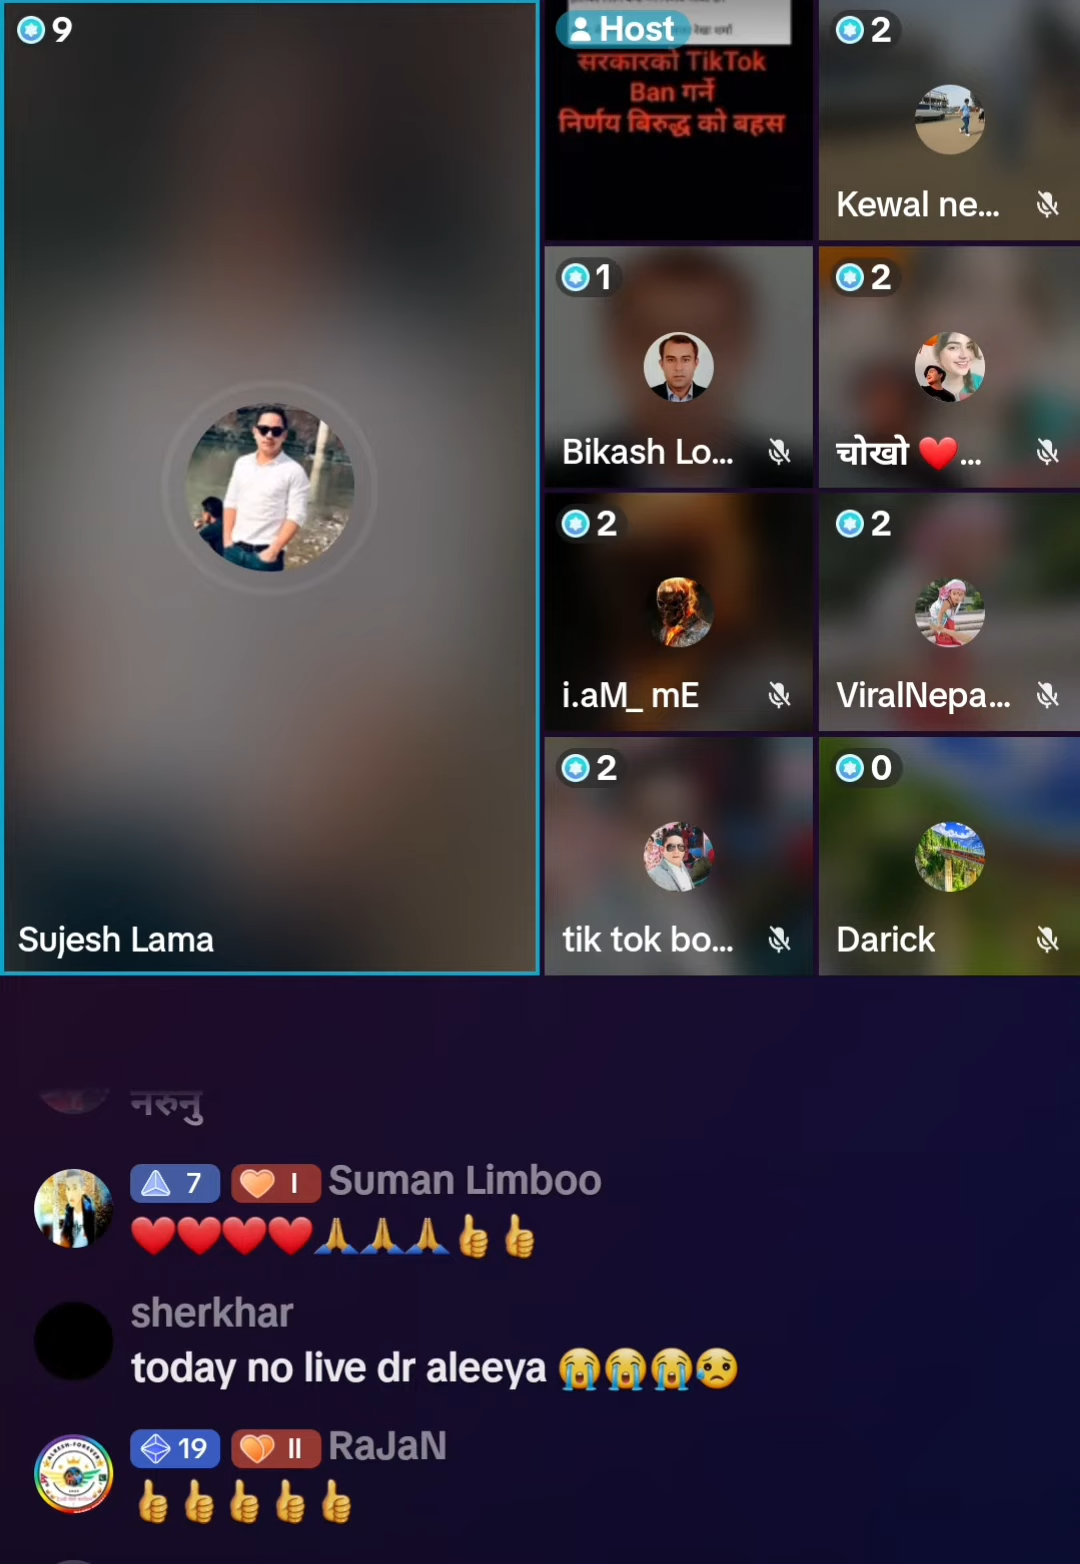 9
Host
सरकारको TikTok
Ban गर्ने
निर्णय बिरुद्ध को बहस
2
Kewal ne...
1
Bikash Lo...
2
चोखो ❤️...
2
i.aM_ mE
2
ViralNepa...
Sujesh Lama
2
tik tok bo...
0
Darick
नरुनु
7 I Suman Limboo
❤️❤️❤️❤️🙏🙏🙏👍👍
sherkhar
today no live dr aleeya 😭😭😭😥
19 II RaJaN
👍👍👍👍👍